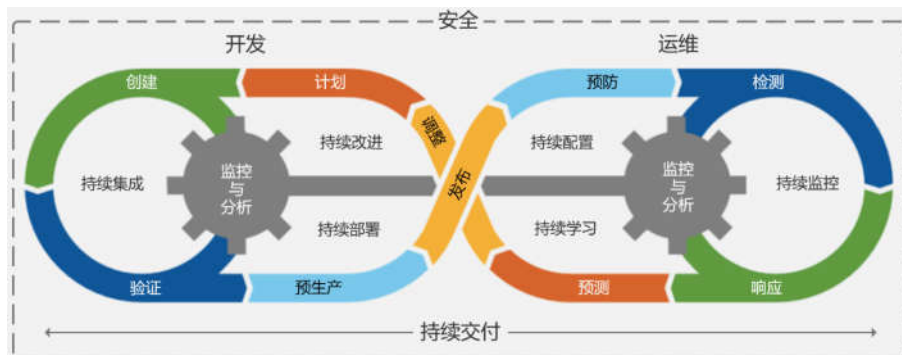 安全
开发
运维
创建
计划
预防
检测
调整
持续改进
持续配置
持续集成
监控
与
分析
发布
监控
与
分析
持续监控
持续部署
持续学习
验证
预生产
预测
响应
持续交付